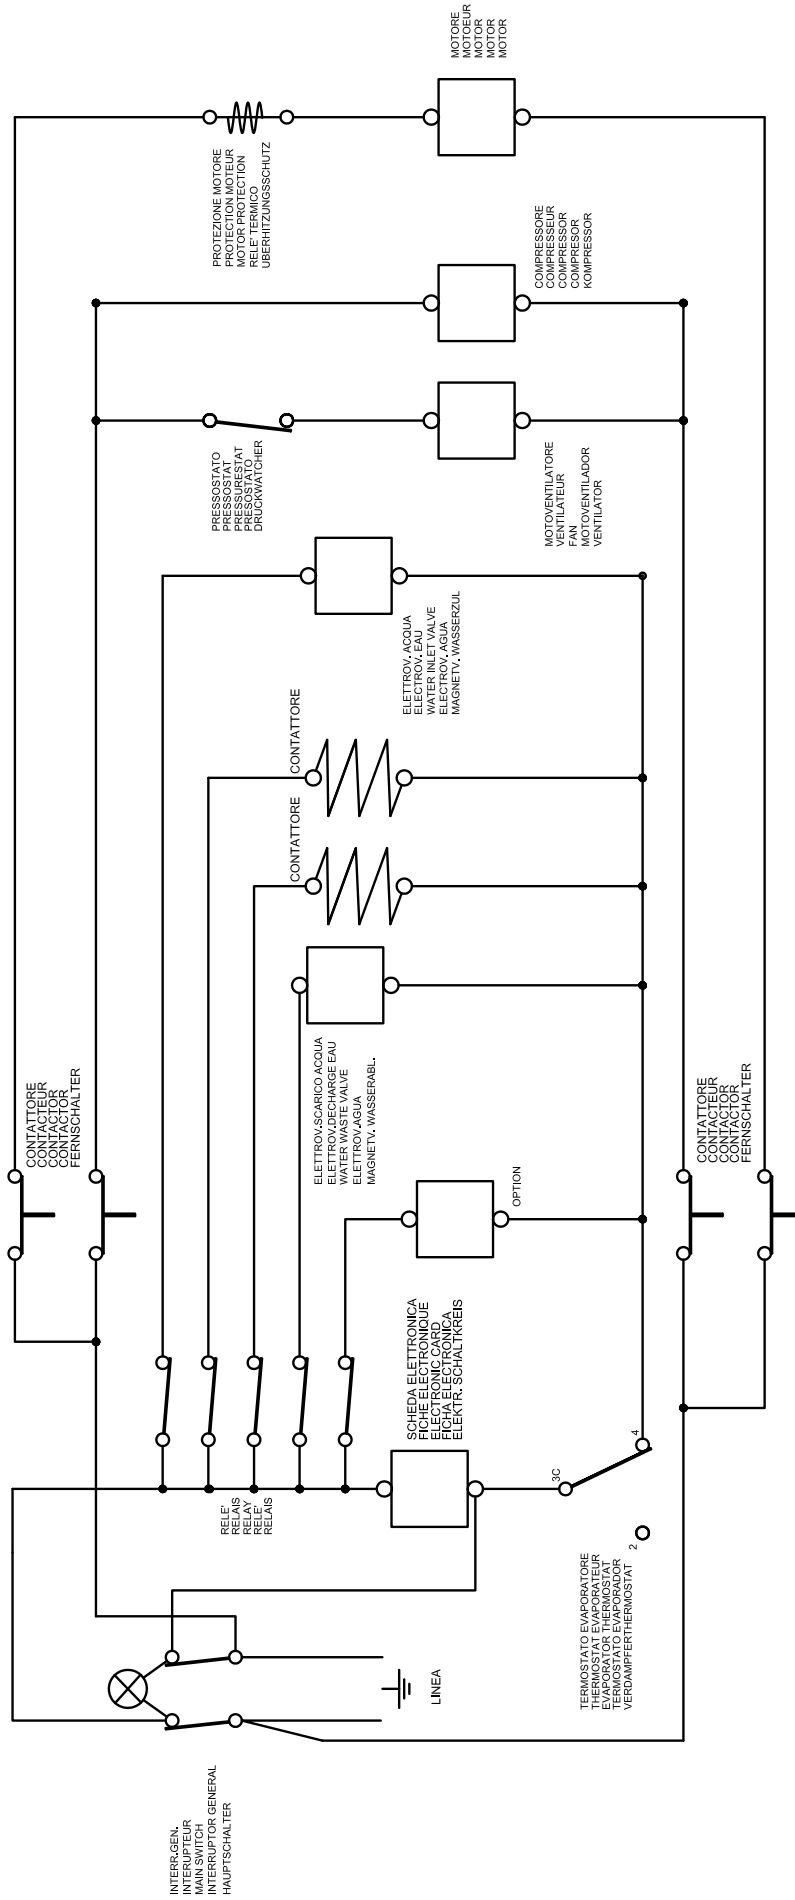 MOTORE
MOTOEUR
MOTOR
MOTOR
MOTOR
PROTEZIONE MOTORE
PROTECTION MOTEUR
MOTOR PROTECTION
RELE' TERMICO
UBERHITZUNGSSCHUTZ
COMPRESSORE
COMPRESSEUR
COMPRESSOR
COMPRESOR
KOMPRESSOR
PRESSOSTATO
PRESSOSTAT
PRESSURESTAT
PRESOSTATO
DRUCKWATCHER
MOTOVENTILATORE
VENTILATEUR
FAN
MOTOVENTILADOR
VENTILATOR
ELETTROV. ACQUA
ELECTROV. EAU
WATER INLET VALVE
ELECTROV. AGUA
MAGNETV. WASSERZUL
CONTATTORE
CONTATTORE
ELETTROV.SCARICO ACQUA
ELETTROV.DECHARGE EAU
WATER WASTE VALVE
ELETTROV.AGUA
MAGNETV. WASSERABL.
CONTATTORE
CONTACTEUR
CONTACTOR
CONTACTOR
FERNSCHALTER
CONTATTORE
CONTACTEUR
CONTACTOR
CONTACTOR
FERNSCHALTER
OPTION
SCHEDA ELETTRONICA
FICHE ELECTRONIQUE
ELECTRONIC CARD
FICHA ELECTRONICA
ELEKTR. SCHALTKREIS
RELE'
RELAIS
RELAY
RELE'
RELAIS
3C
4
2
TERMOSTATO EVAPORATORE
THERMOSTAT EVAPORATEUR
EVAPORATOR THERMOSTAT
TERMOSTATO EVAPORADOR
VERDAMPFERTHERMOSTAT
LINEA
INTERR.GEN.
INTERUPTEUR
MAIN SWITCH
INTERRUPTOR GENERAL
HAUPTSCHALTER